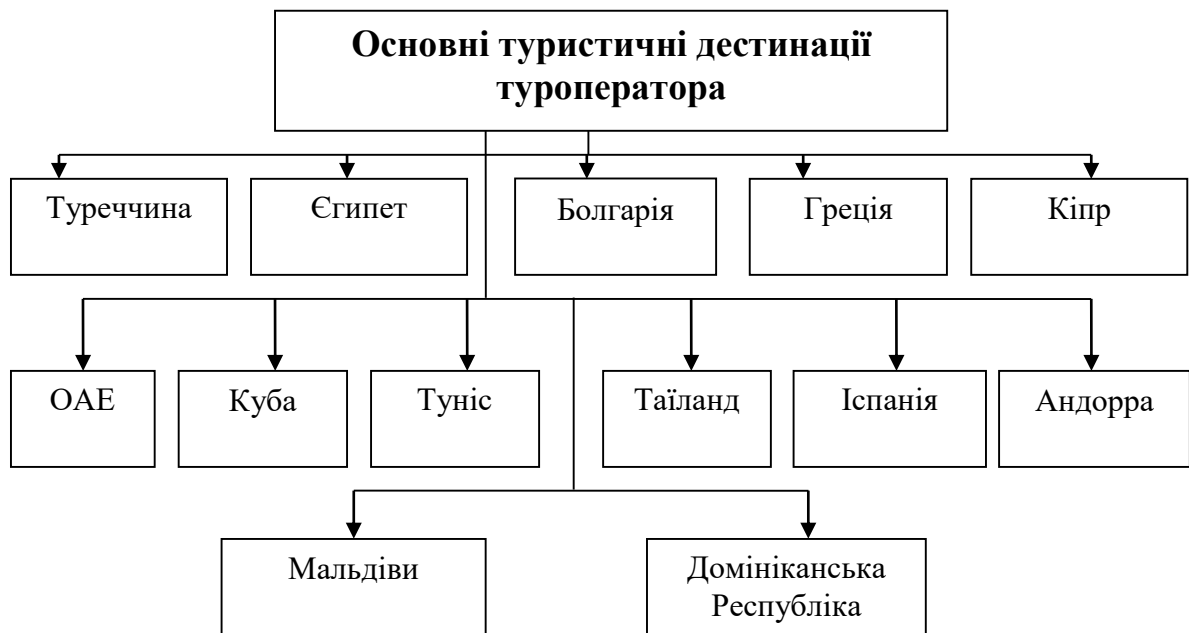 Основні туристичні дестинації
туроператора
Туреччина
Єгипет
Болгарія
Греція
Кіпр
ОАЕ
Куба
Туніс
Таїланд
Іспанія
Андорра
Мальдіви
Домініканська
Республіка